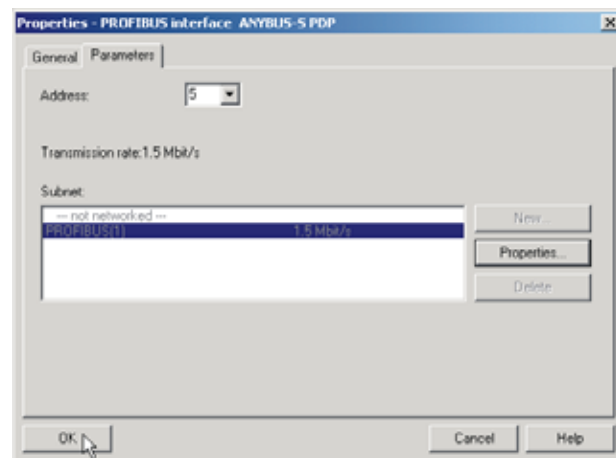 Properties - PROFIBUS interface ANYBUS-S PDP
General Parameters
Address: 5
Transmission rate:1.5 Mbit/s
Subnet:
--- not networked ---
New...
PROFIBUS(1) 1.5 Mbit/s
Properties...
Delete
OK Cancel Help